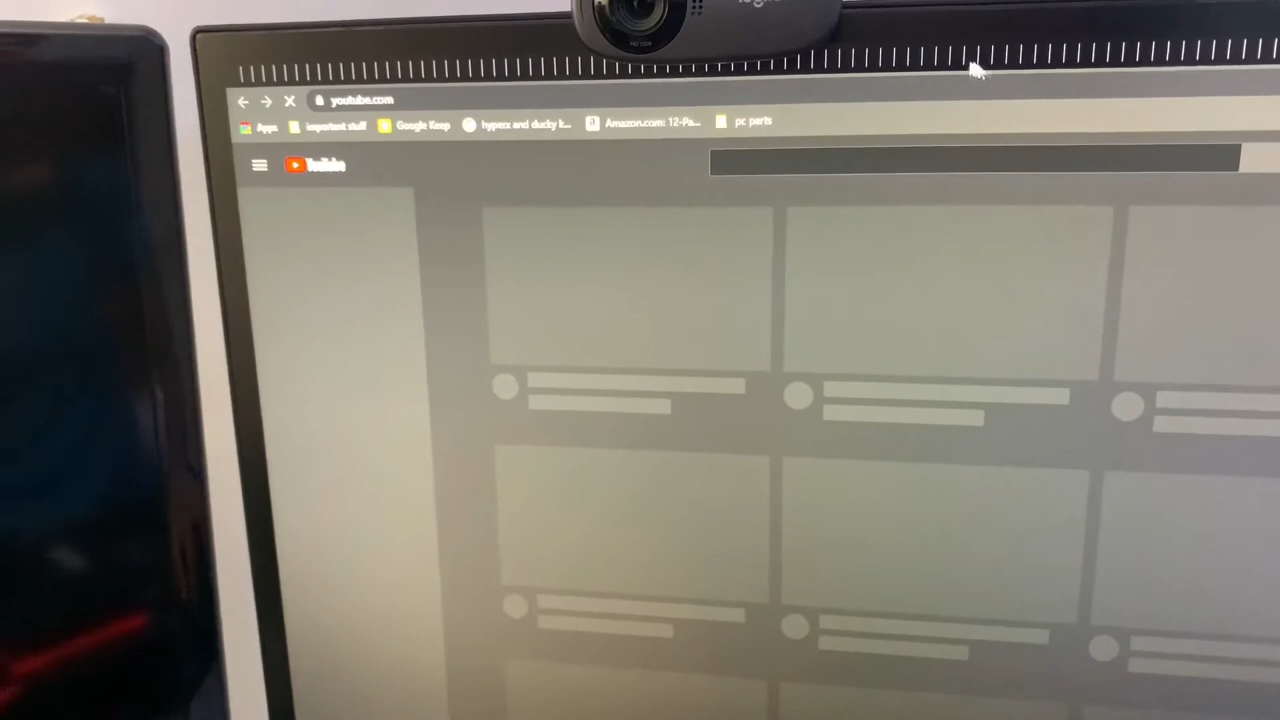 youtube.com
Apps important stuff Google Keep hyperx and ducky k... Amazon.com: 12-Pa... pc parts
YouTube